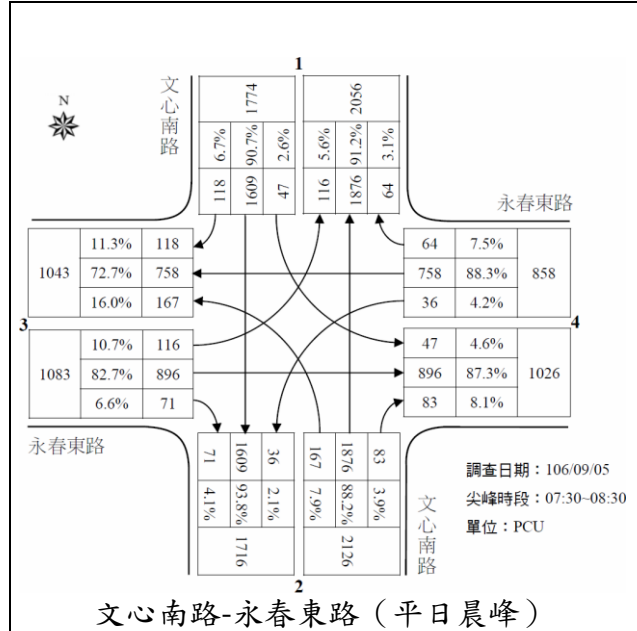 1
文心南路
N
1774
2056
6.7% 90.7% 2.6%
5.6% 91.2% 3.1%
118 1609 47
116 1876 64
永春東路
1043 11.3% 118
72.7% 758
16.0% 167
64 7.5% 858
758 88.3%
36 4.2%
3
4
1083 10.7% 116
82.7% 896
6.6% 71
47 4.6% 1026
896 87.3%
83 8.1%
永春東路
71 1609 36
167 1876 83
4.1% 93.8% 2.1%
7.9% 88.2% 3.9%
1716
2126
2
文心南路
調查日期：106/09/05
尖峰時段：07:30~08:30
單位：PCU
文心南路-永春東路（平日晨峰）